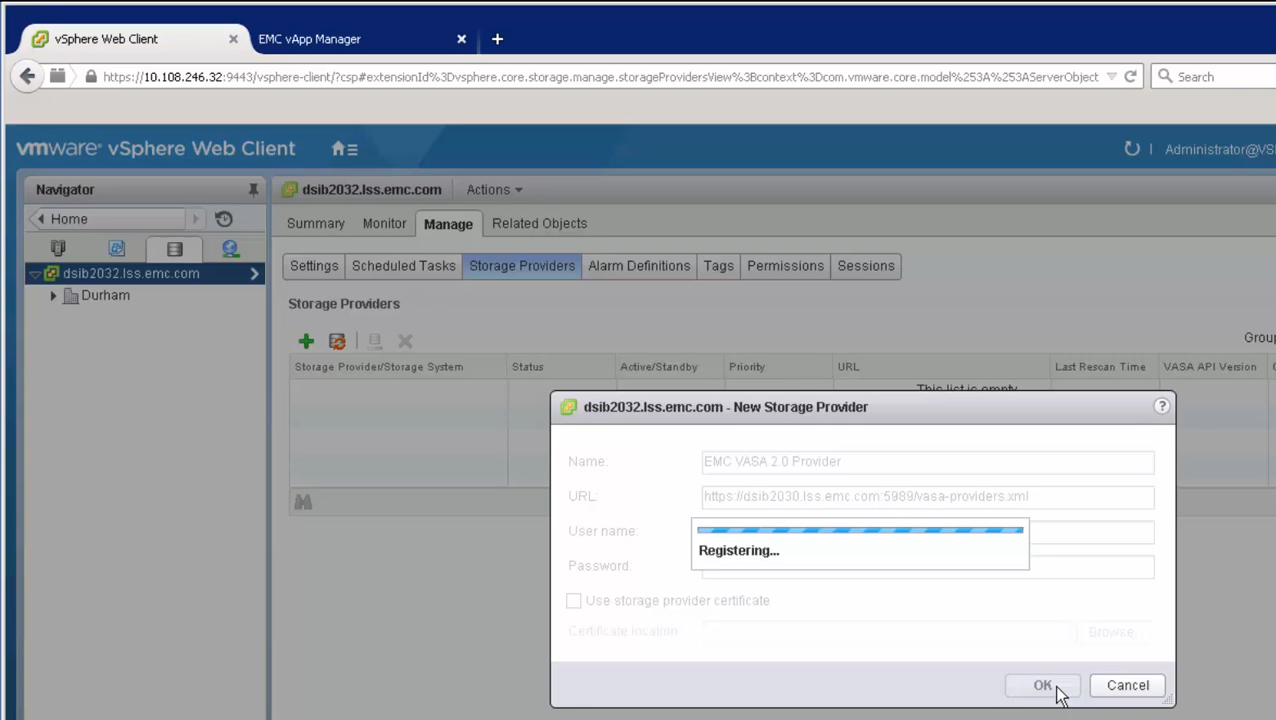 vSphere Web Client
EMC vApp Manager
https://10.108.246.32:9443/vsphere-client/?csp#extensionId%3Dvsphere.core.storage.manage.storageProvidersView%3Bcontext%3Dcom.vmware.core.model%253A%253AServerObject
Search
vmware® vSphere Web Client
Administrator@VS
Navigator
dsib2032.lss.emc.com
Actions
Home
Summary
Monitor
Manage
Related Objects
dsib2032.lss.emc.com
Settings
Scheduled Tasks
Storage Providers
Alarm Definitions
Tags
Permissions
Sessions
Durham
Storage Providers
Storage Provider/Storage System
Status
Active/Standby
Priority
URL
Last Rescan Time
VASA API Version
This list is empty
dsib2032.lss.emc.com - New Storage Provider
?
Name:
EMC VASA 2.0 Provider
URL:
https://dsib2030.lss.emc.com:5989/vasa-providers.xml
User name:
Registering...
Password:
Use storage provider certificate
Certificate location
Browse
OK
Cancel